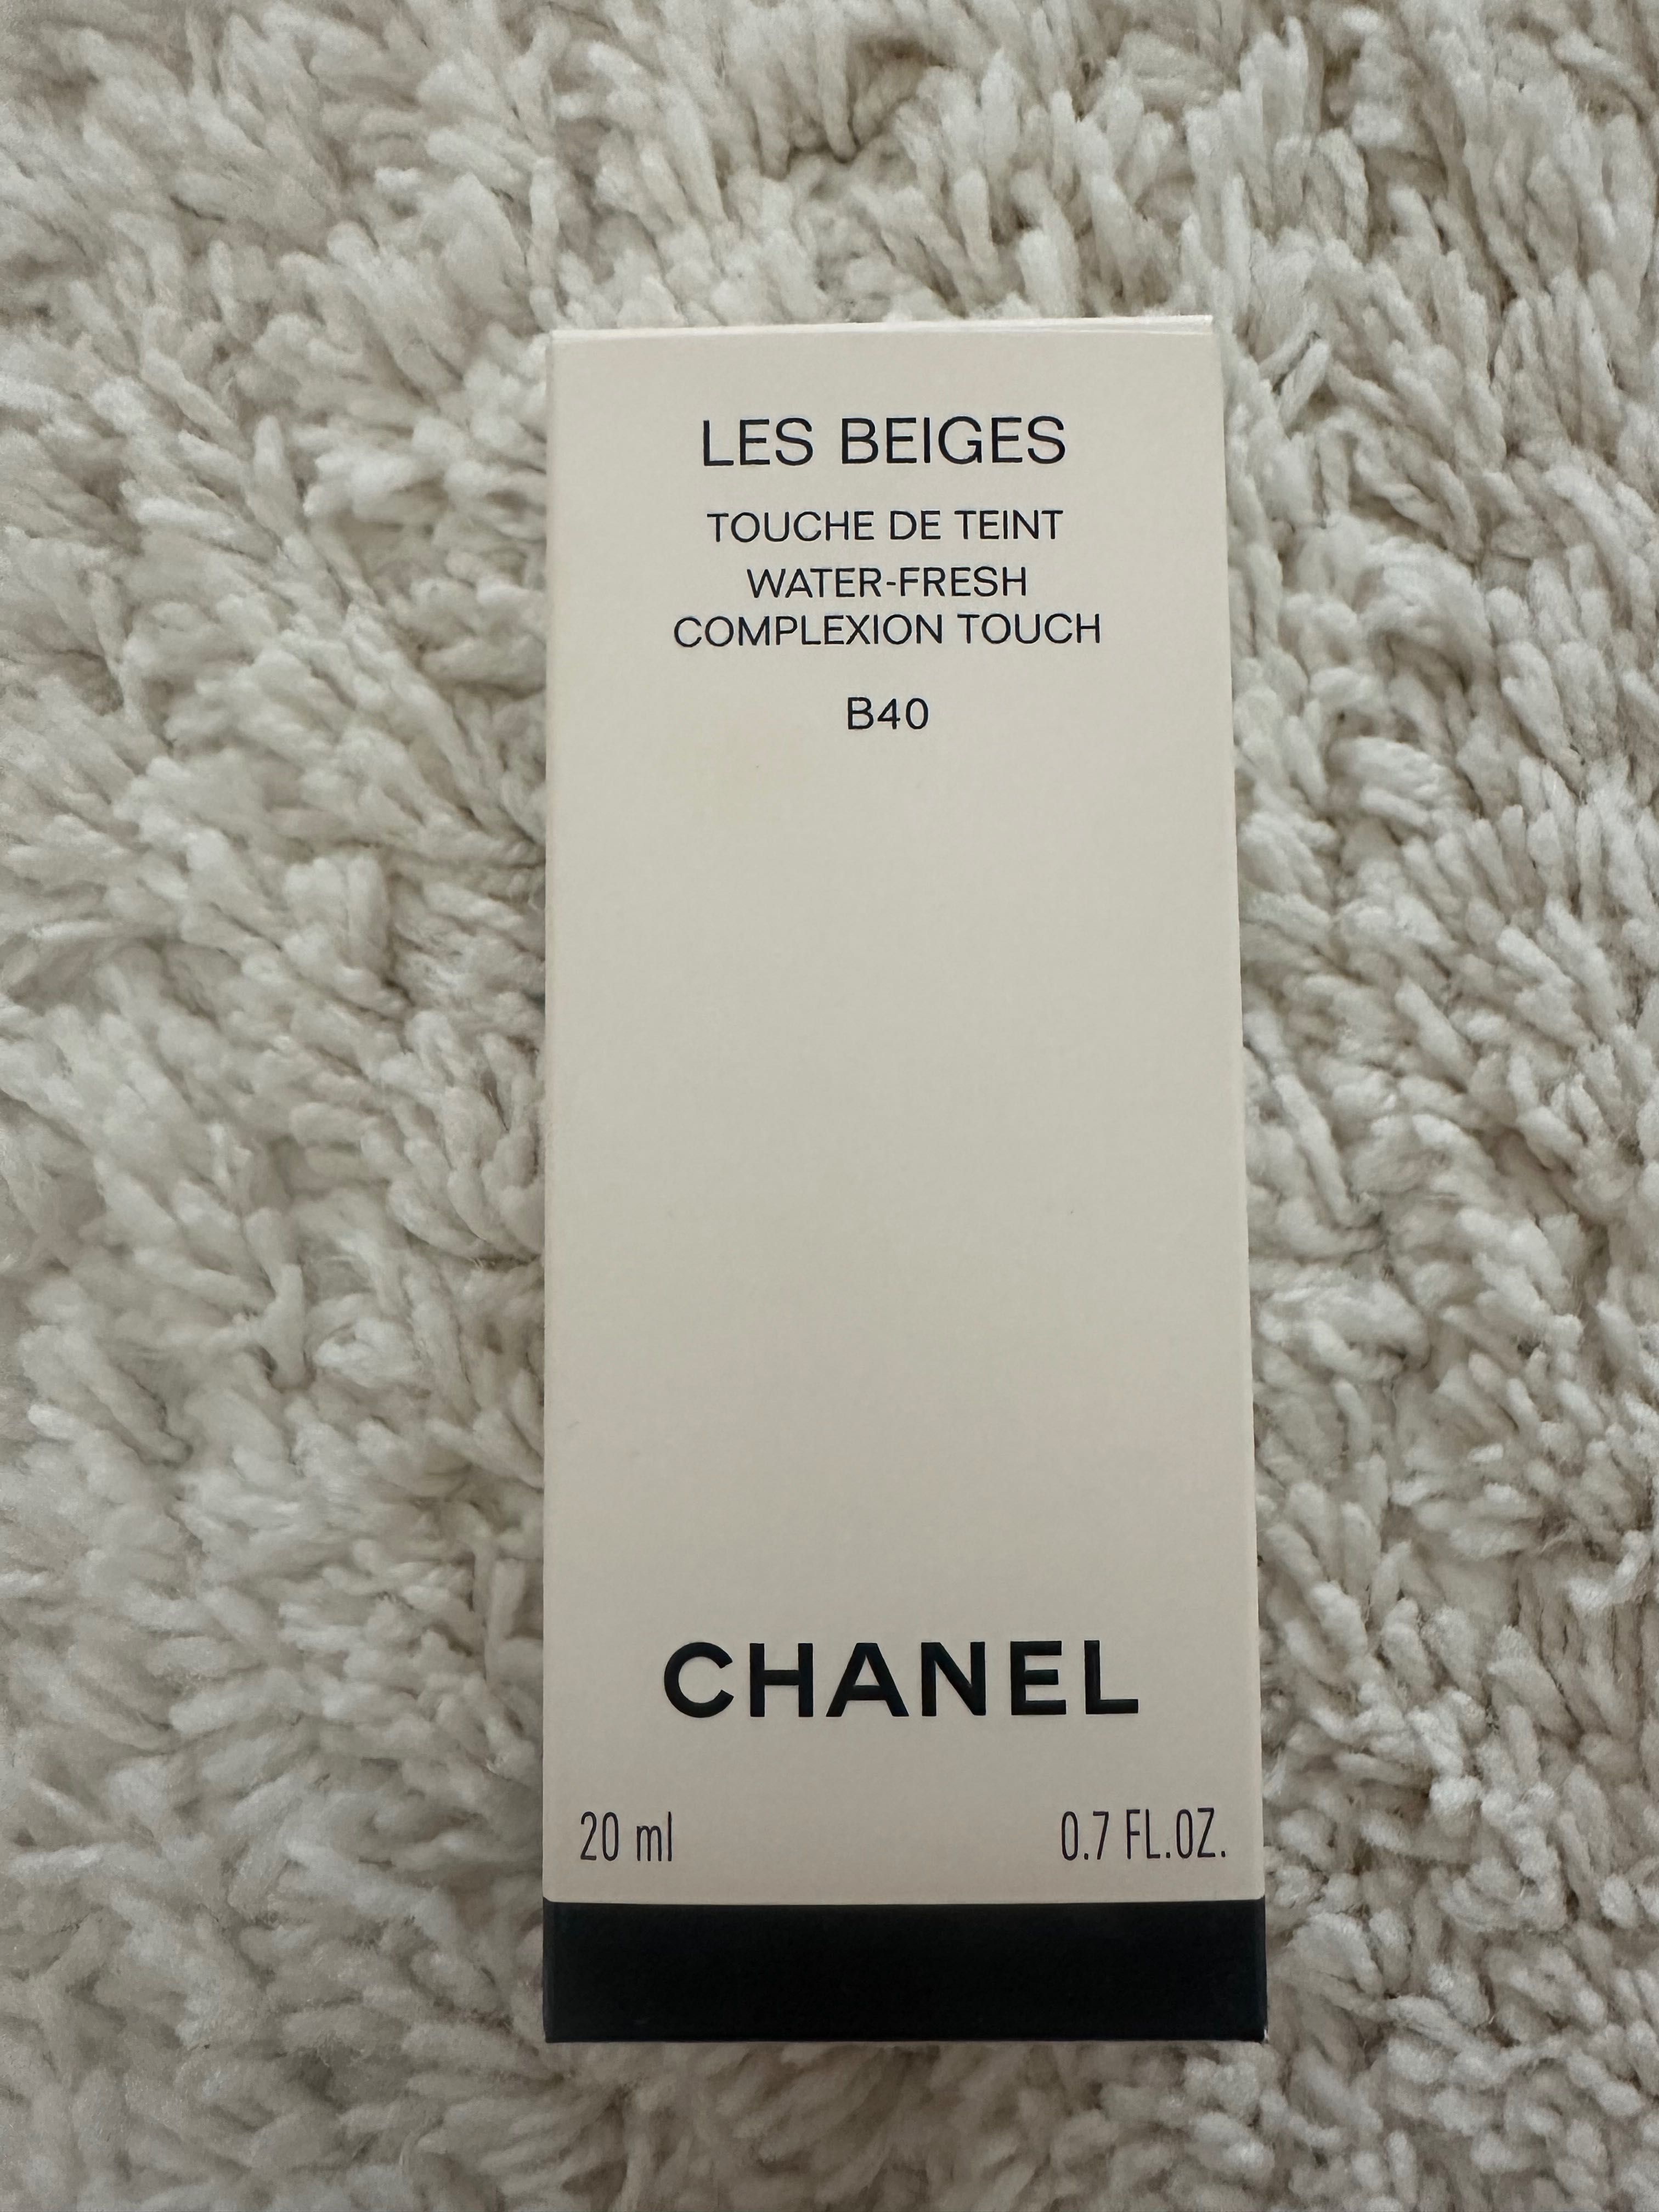 LES BEIGES
TOUCHE DE TEINT
WATER-FRESH
COMPLEXION TOUCH
B40
CHANEL
20 ml 0.7 FL.OZ.